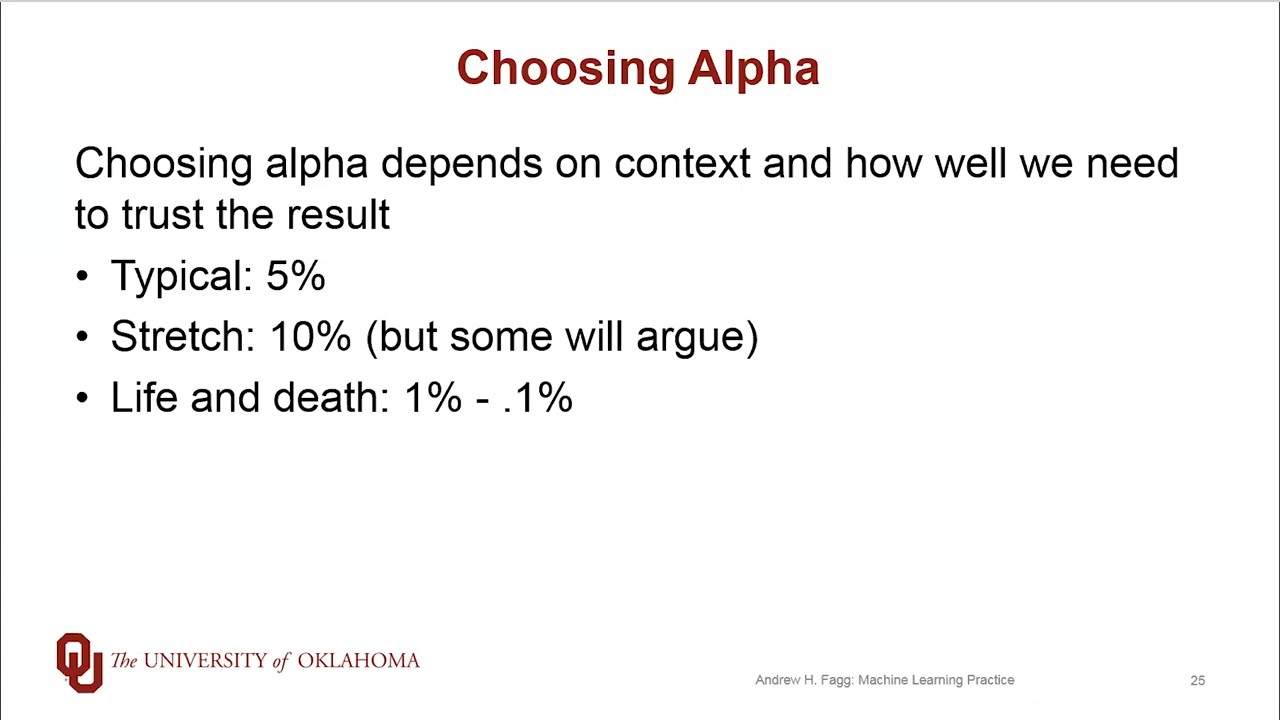 Choosing Alpha
Choosing alpha depends on context and how well we need
to trust the result
• Typical: 5%
• Stretch: 10% (but some will argue)
• Life and death: 1% - .1%
The UNIVERSITY of OKLAHOMA
Andrew H. Fagg: Machine Learning Practice
25